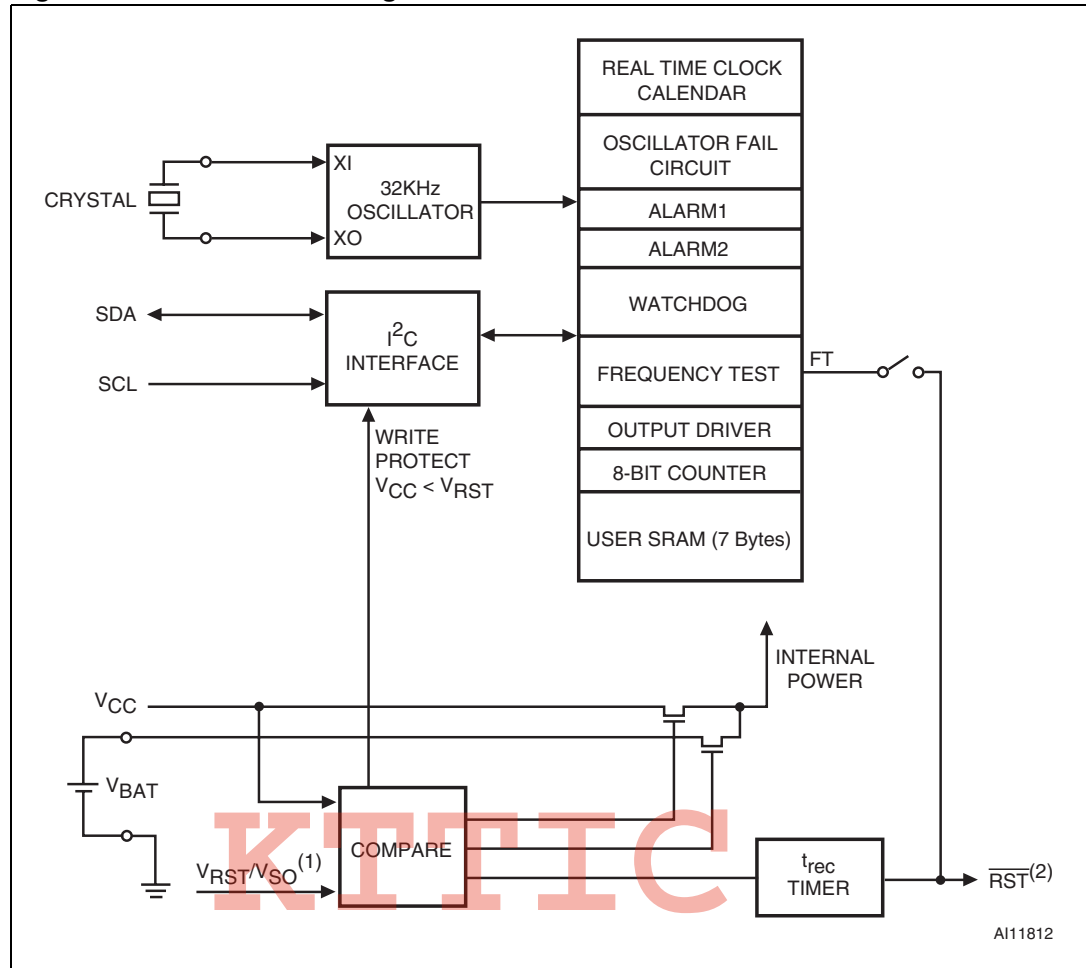 REAL TIME CLOCK
CALENDAR
OSCILLATOR FAIL
CIRCUIT
XI
32KHz
OSCILLATOR
CRYSTAL
XO
ALARM1
ALARM2
SDA
I2C
INTERFACE
WATCHDOG
SCL
FREQUENCY TEST
FT
WRITE
PROTECT
VCC < VRST
OUTPUT DRIVER
8-BIT COUNTER
USER SRAM (7 Bytes)
INTERNAL
POWER
VCC
VBAT
COMPARE
VRST/VSO(1)
trec
TIMER
RST(2)
KTTIC
AI11812